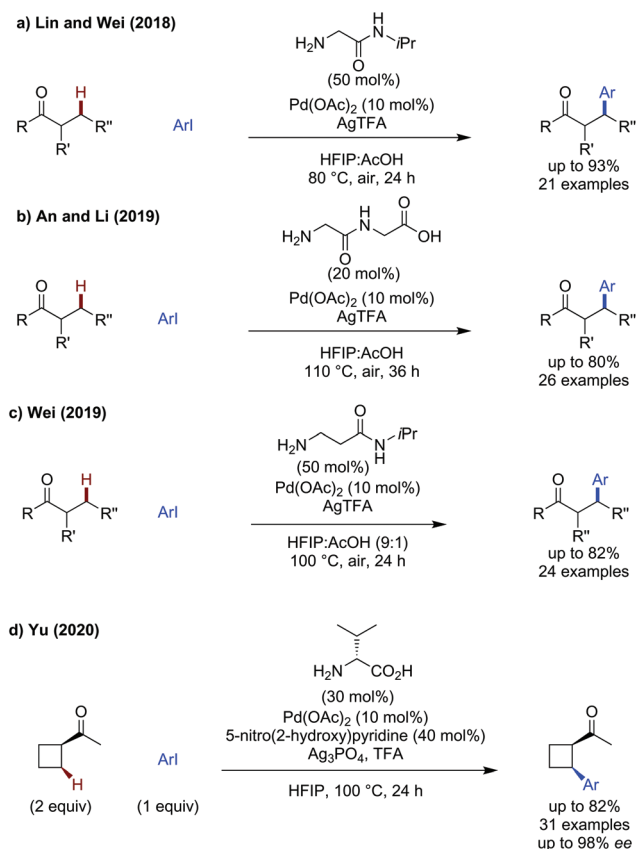 a) Lin and Wei (2018)
H
N
H₂N
iPr
O
(50 mol%)
O
H
R
R''
R'
ArI
Pd(OAc)₂ (10 mol%)
AgTFA
HFIP:AcOH
80 °C, air, 24 h
O
Ar
R
R''
R'
up to 93%
21 examples
b) An and Li (2019)
O
H
N
H₂N
OH
O
(20 mol%)
O
H
R
R''
R'
ArI
Pd(OAc)₂ (10 mol%)
AgTFA
HFIP:AcOH
110 °C, air, 36 h
O
Ar
R
R''
R'
up to 80%
26 examples
c) Wei (2019)
O
H₂N
N
H
iPr
(50 mol%)
O
H
R
R''
R'
ArI
Pd(OAc)₂ (10 mol%)
AgTFA
HFIP:AcOH (9:1)
100 °C, air, 24 h
O
Ar
R
R''
R''
up to 82%
24 examples
d) Yu (2020)
H₂N
CO₂H
(30 mol%)
O
H
(2 equiv)
ArI
(1 equiv)
Pd(OAc)₂ (10 mol%)
5-nitro(2-hydroxy)pyridine (40 mol%)
Ag₃PO₄, TFA
HFIP, 100 °C, 24 h
O
Ar
up to 82%
31 examples
up to 98% ee